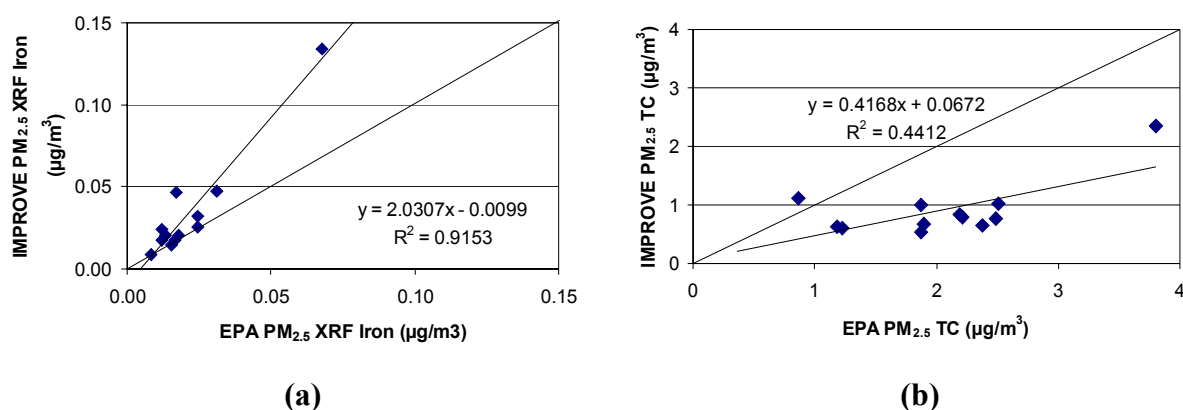 IMPROVE PM2.5 XRF Iron
(µg/m³)
0.15
0.10
0.05
0.00
0.00 0.05 0.10 0.15
y = 2.0307x - 0.0099
R² = 0.9153
EPA PM2.5 XRF Iron (µg/m3)
(a)
IMPROVE PM2.5 TC (µg/m³)
4
3
2
1
0
0 1 2 3 4
y = 0.4168x + 0.0672
R² = 0.4412
EPA PM2.5 TC (µg/m³)
(b)